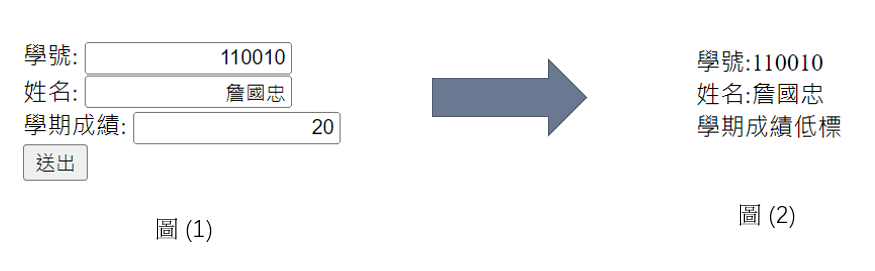 學號: 110010
姓名: 詹國忠
學期成績: 20
送出
圖 (1)
學號:110010
姓名:詹國忠
學期成績低標
圖 (2)